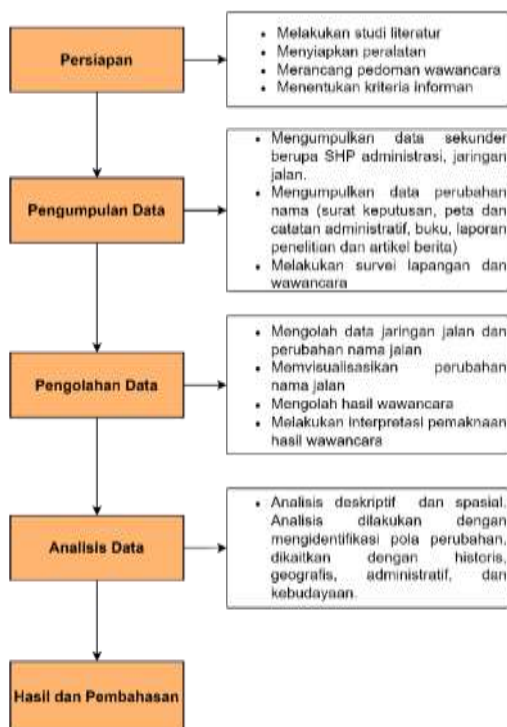 Persiapan
• Melakukan studi literatur
• Menyiapkan peralatan
• Merancang pedoman wawancara
• Menentukan kriteria informan
Pengumpulan Data
• Mengumpulkan data sekunder
berupa SHP administrasi, jaringan
jalan.
• Mengumpulkan data perubahan
nama (surat keputusan, peta dan
catatan administratif, buku, laporan
penelitian dan artikel berita)
• Melakukan survei lapangan dan
wawancara
Pengolahan Data
• Mengolah data jaringan jalan dan
perubahan nama jalan
• Memvisualisasikan perubahan
nama jalan
• Mengolah hasil wawancara
• Melakukan interpretasi pemaknaan
hasil wawancara
Analisis Data
• Analisis deskriptif dan spasial.
Analisis dilakukan dengan
mengidentifikasi pola perubahan,
dikaitkan dengan historis,
geografis, administratif, dan
kebudayaan.
Hasil dan Pembahasan